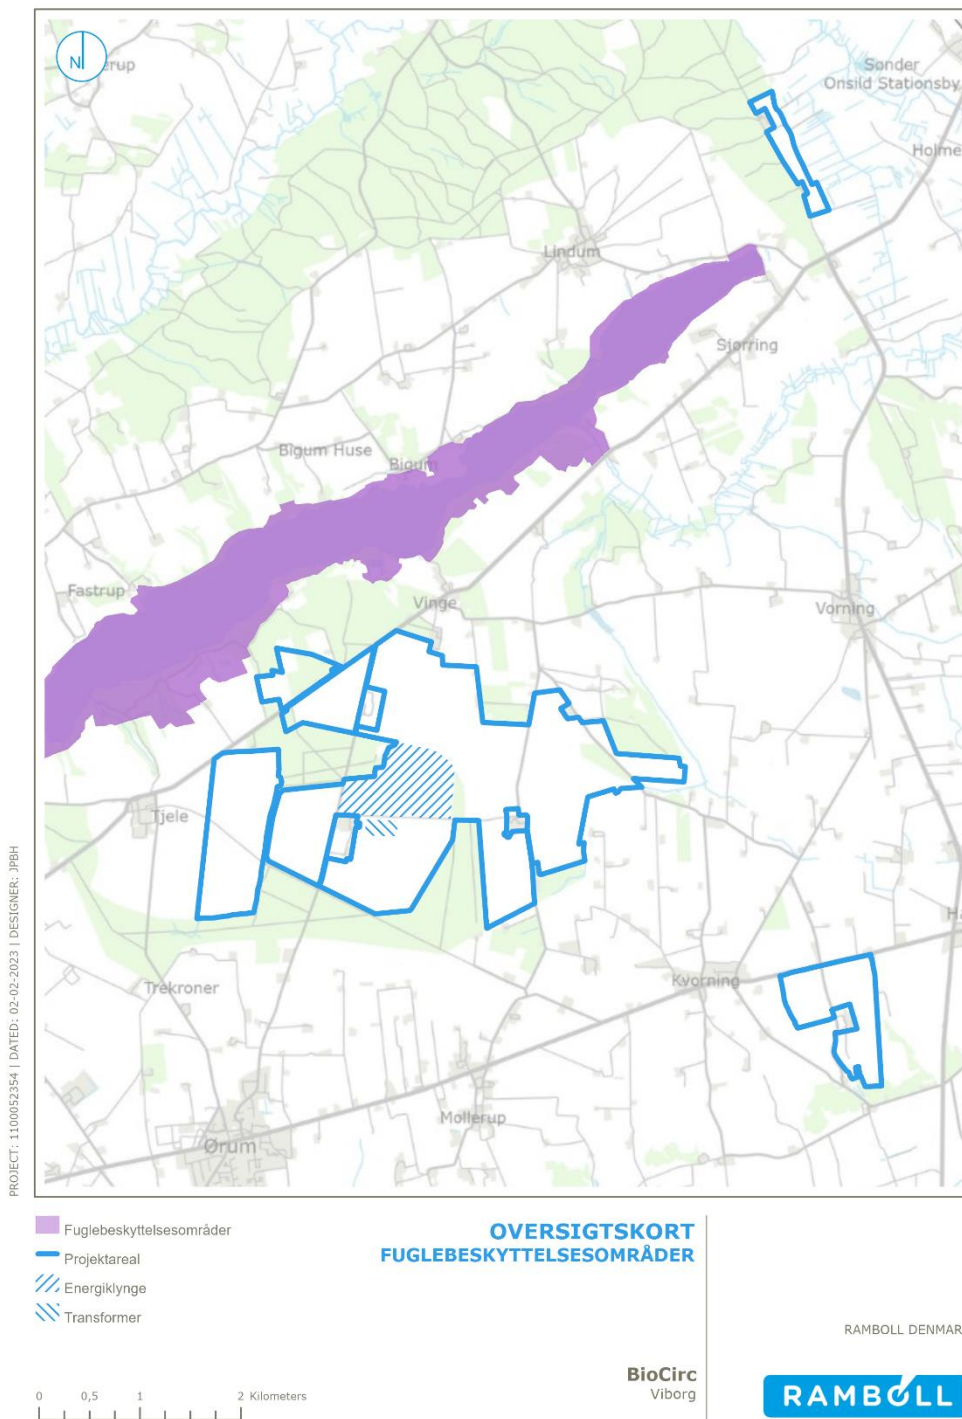 N
Sønder
Onsild Stationsby
Holme
Lindum
Sjørring
Bigum Huse
Bigum
Fastrup
Vinge
Vorning
Tjele
Trekroner
Kvorning
Mollerup
Ørum
PROJECT: 1100052354 | DATED: 02-02-2023 | DESIGNER: JPBH
Fuglebeskyttelsesområder
Projektareal
Energiklynge
Transformer
OVERSIGTSKORT
FUGLEBESKYTTELSESOMRÅDER
RAMBOLL DENMAR
0 0,5 1 2 Kilometers
BioCirc
Viborg
RAMBOLL